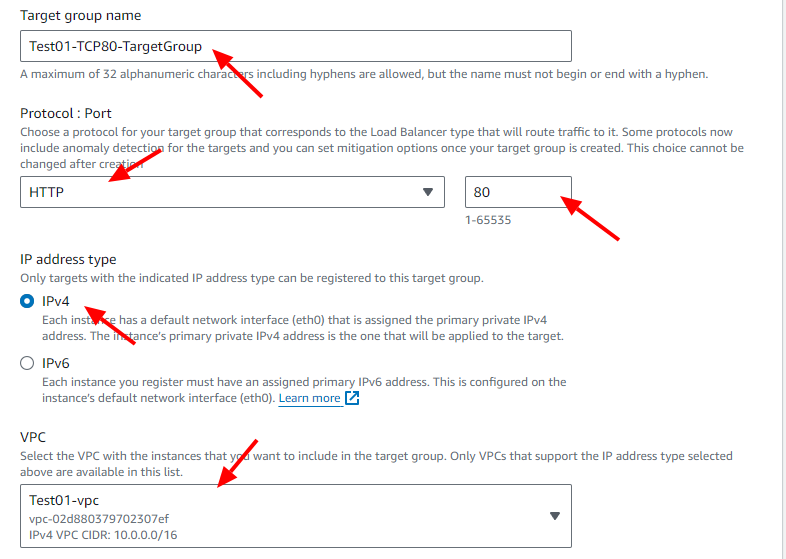 Target group name
Test01-TCP80-TargetGroup
A maximum of 32 alphanumeric characters including hyphens are allowed, but the name must not begin or end with a hyphen.
Protocol : Port
Choose a protocol for your target group that corresponds to the Load Balancer type that will route traffic to it. Some protocols now
include anomaly detection for the targets and you can set mitigation options once your target group is created. This choice cannot be
changed after creation
HTTP
80
1-65535
IP address type
Only targets with the indicated IP address type can be registered to this target group.
IPv4
Each instance has a default network interface (eth0) that is assigned the primary private IPv4
address. The instance's primary private IPv4 address is the one that will be applied to the target.
IPv6
Each instance you register must have an assigned primary IPv6 address. This is configured on the
instance's default network interface (eth0). Learn more
VPC
Select the VPC with the instances that you want to include in the target group. Only VPCs that support the IP address type selected
above are available in this list.
Test01-vpc
vpc-02d880379702307ef
IPv4 VPC CIDR: 10.0.0.0/16